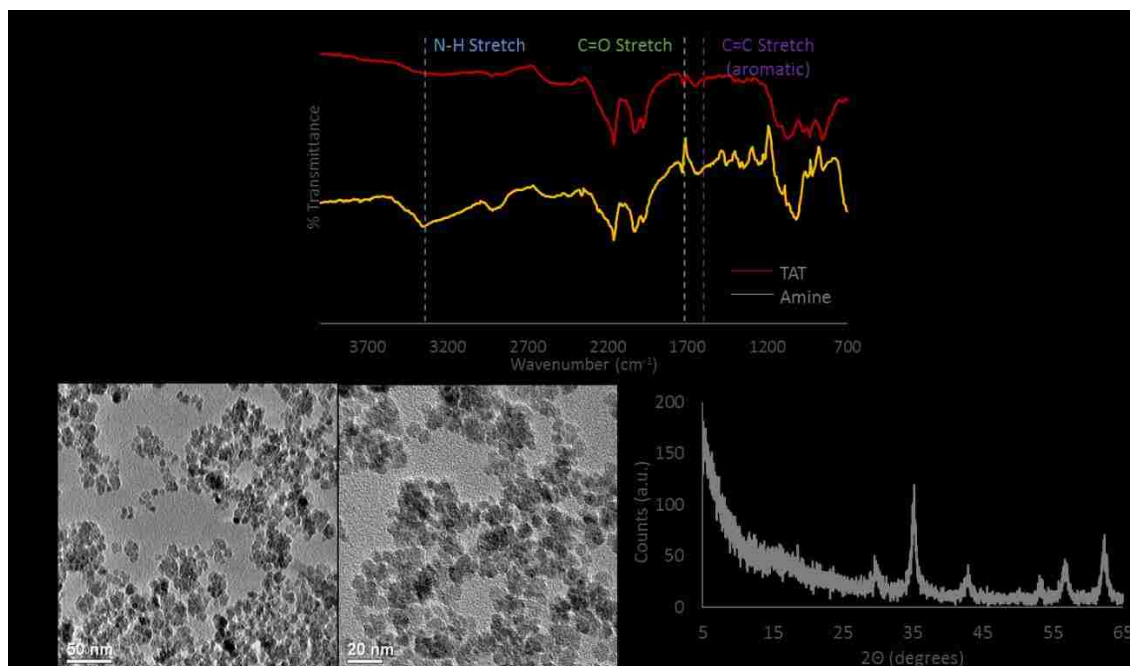 N-H Stretch
C=O Stretch
C=C Stretch
(aromatic)
% Transmittance
TAT
Amine
3700 3200 2700 2200 1700 1200 700
Wavenumber (cm⁻¹)
50 nm
20 nm
200
150
100
50
0
Counts (a.u.)
5 15 25 35 45 55 65
2Θ (degrees)